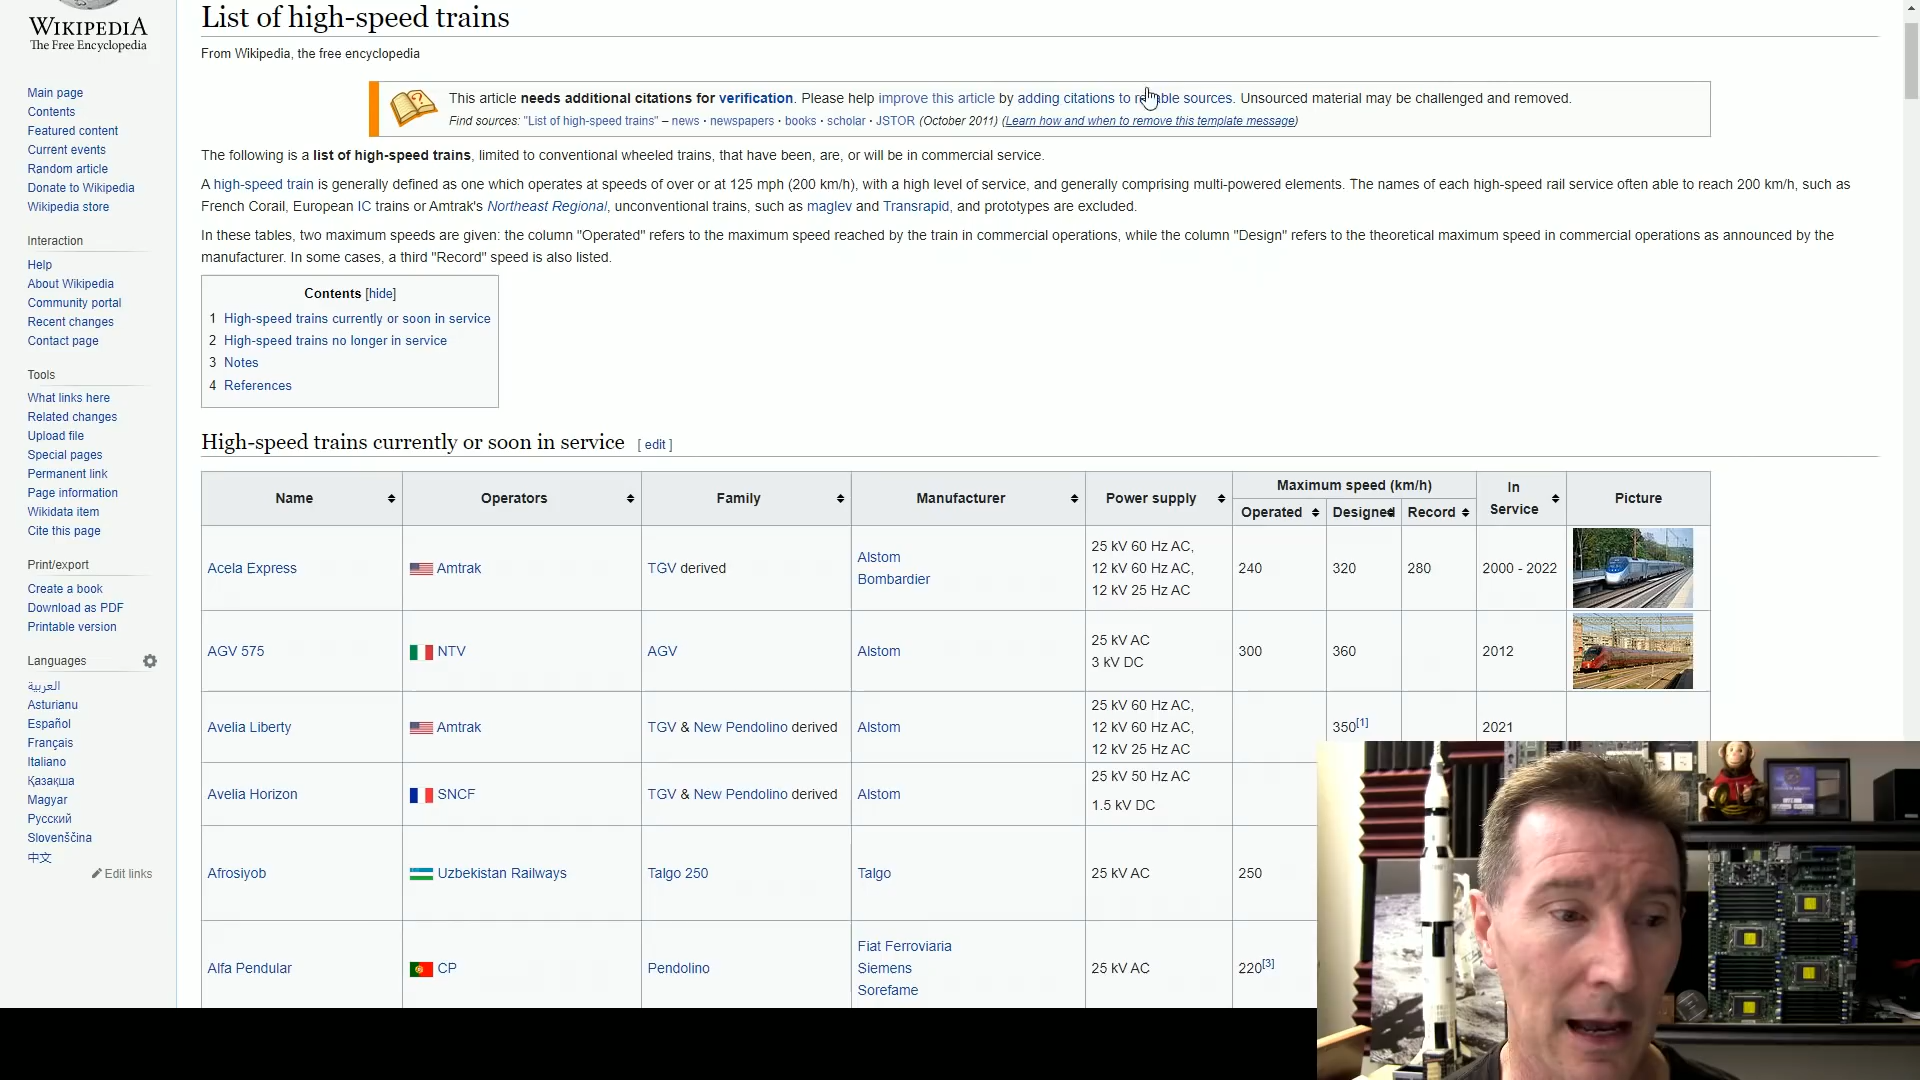 WIKIPEDIA
The Free Encyclopedia
Main page
Contents
Featured content
Current events
Random article
Donate to Wikipedia
Wikipedia store
Interaction
Help
About Wikipedia
Community portal
Recent changes
Contact page
Tools
What links here
Related changes
Upload file
Special pages
Permanent link
Page information
Wikidata item
Cite this page
Print/export
Create a book
Download as PDF
Printable version
Languages
العربية
Asturianu
Español
Français
Italiano
Қазақша
Magyar
Русский
Slovenščina
中文
Edit links
List of high-speed trains
From Wikipedia, the free encyclopedia
This article needs additional citations for verification. Please help improve this article by adding citations to reliable sources. Unsourced material may be challenged and removed.
Find sources: "List of high-speed trains" – news · newspapers · books · scholar · JSTOR (October 2011) (Learn how and when to remove this template message)
The following is a list of high-speed trains, limited to conventional wheeled trains, that have been, are, or will be in commercial service.
A high-speed train is generally defined as one which operates at speeds of over or at 125 mph (200 km/h), with a high level of service, and generally comprising multi-powered elements. The names of each high-speed rail service often able to reach 200 km/h, such as
French Corail, European IC trains or Amtrak's Northeast Regional, unconventional trains, such as maglev and Transrapid, and prototypes are excluded.
In these tables, two maximum speeds are given: the column "Operated" refers to the maximum speed reached by the train in commercial operations, while the column "Design" refers to the theoretical maximum speed in commercial operations as announced by the
manufacturer. In some cases, a third "Record" speed is also listed.
Contents [hide]
1 High-speed trains currently or soon in service
2 High-speed trains no longer in service
3 Notes
4 References
High-speed trains currently or soon in service [ edit ]
Name Operators Family Manufacturer Power supply Maximum speed (km/h) In Service Picture
Operated Designed Record
Acela Express Amtrak TGV derived Alstom Bombardier 25 kV 60 Hz AC, 12 kV 60 Hz AC, 12 kV 25 Hz AC 240 320 280 2000 - 2022
AGV 575 NTV AGV Alstom 25 kV AC 3 kV DC 300 360 2012
Avelia Liberty Amtrak TGV & New Pendolino derived Alstom 25 kV 60 Hz AC, 12 kV 60 Hz AC, 12 kV 25 Hz AC 350[1] 2021
Avelia Horizon SNCF TGV & New Pendolino derived Alstom 25 kV 50 Hz AC 1.5 kV DC
Afrosiyob Uzbekistan Railways Talgo 250 Talgo 25 kV AC 250
Alfa Pendular CP Pendolino Fiat Ferroviaria Siemens Sorefame 25 kV AC 220[3]